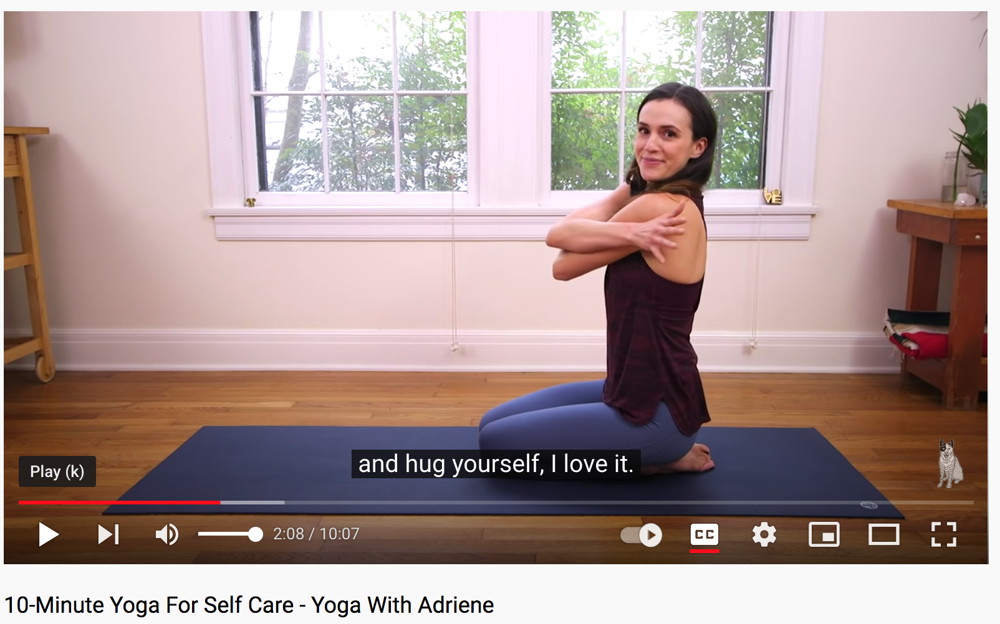 LOVE
and hug yourself, I love it.
Play (k)
2:08 / 10:07
CC
10-Minute Yoga For Self Care - Yoga With Adriene